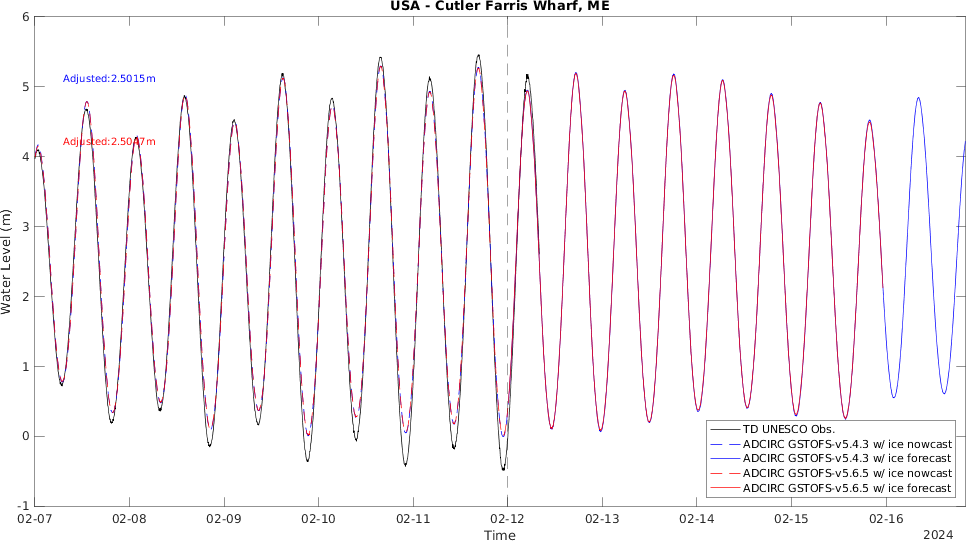 USA - Cutler Farris Wharf, ME
6
Adjusted:2.5015m
5
Adjusted:2.5047m
4
Water Level (m)
3
2
1
0
-1
TD UNESCO Obs.
ADCIRC GSTOFS-v5.4.3 w/ ice nowcast
ADCIRC GSTOFS-v5.4.3 w/ ice forecast
ADCIRC GSTOFS-v5.6.5 w/ ice nowcast
ADCIRC GSTOFS-v5.6.5 w/ ice forecast
02-07 02-08 02-09 02-10 02-11 02-12 02-13 02-14 02-15 02-16
Time
2024